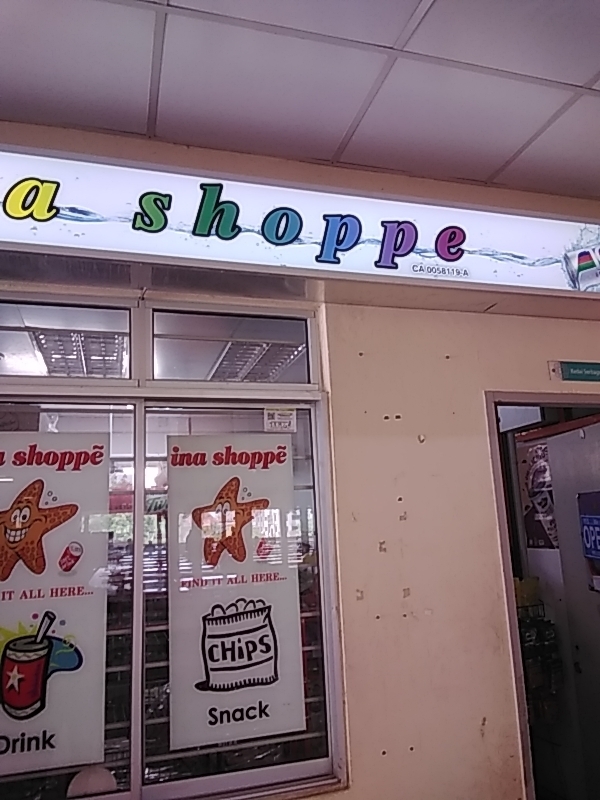 a shoppe
CA 0058119-A
a shoppẽ
IT ALL HERE...
Drink
ina shoppẽ
FIND IT ALL HERE...
CHiPS
Snack
OPE